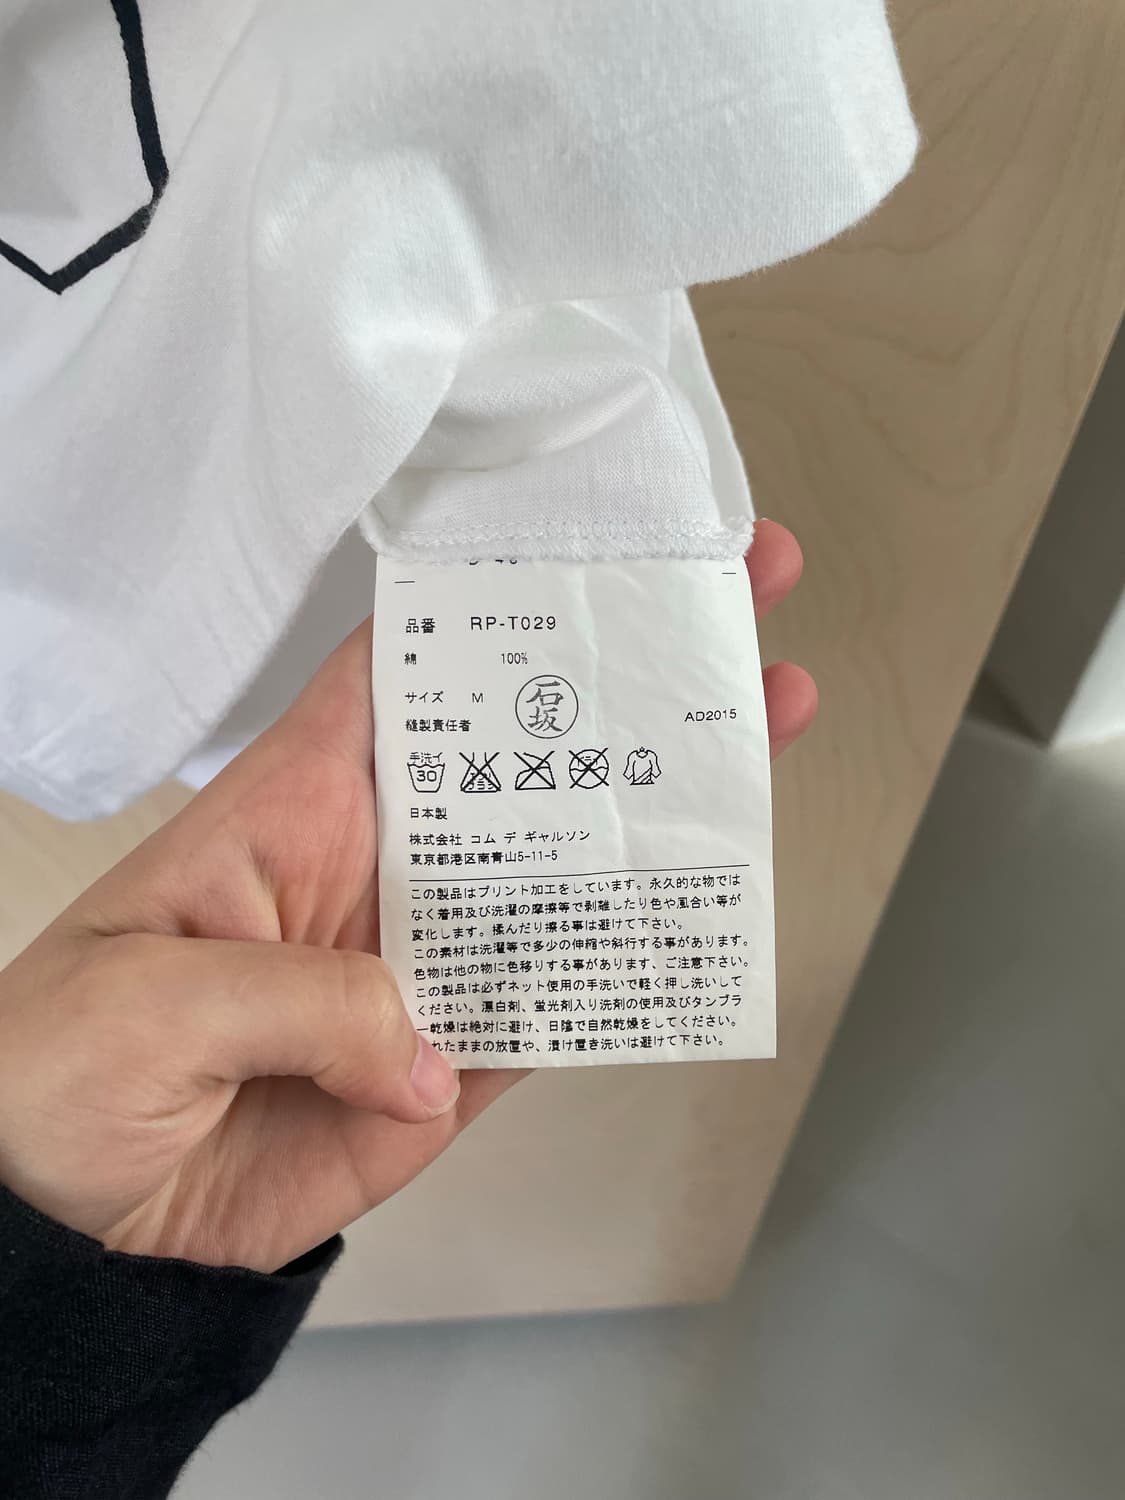 品番 RP-T029
綿 100%
サイズ M
石坂
縫製責任者
AD2015
手洗イ
30
日本製
株式会社 コム デ ギャルソン
東京都港区南青山5-11-5
この製品はプリント加工をしています。永久的な物では
なく着用及び洗濯の摩擦等で剥離したり色や風合い等が
変化します。揉んだり擦る事は避けて下さい。
この素材は洗濯等で多少の伸縮や斜行する事があります。
色物は他の物に色移りする事があります、ご注意下さい。
この製品は必ずネット使用の手洗いで軽く押し洗いして
ください。漂白剤、蛍光剤入り洗剤の使用及びタンブラ
ー乾燥は絶対に避け、日陰で自然乾燥をしてください。
れたままの放置や、漬け置き洗いは避けて下さい。